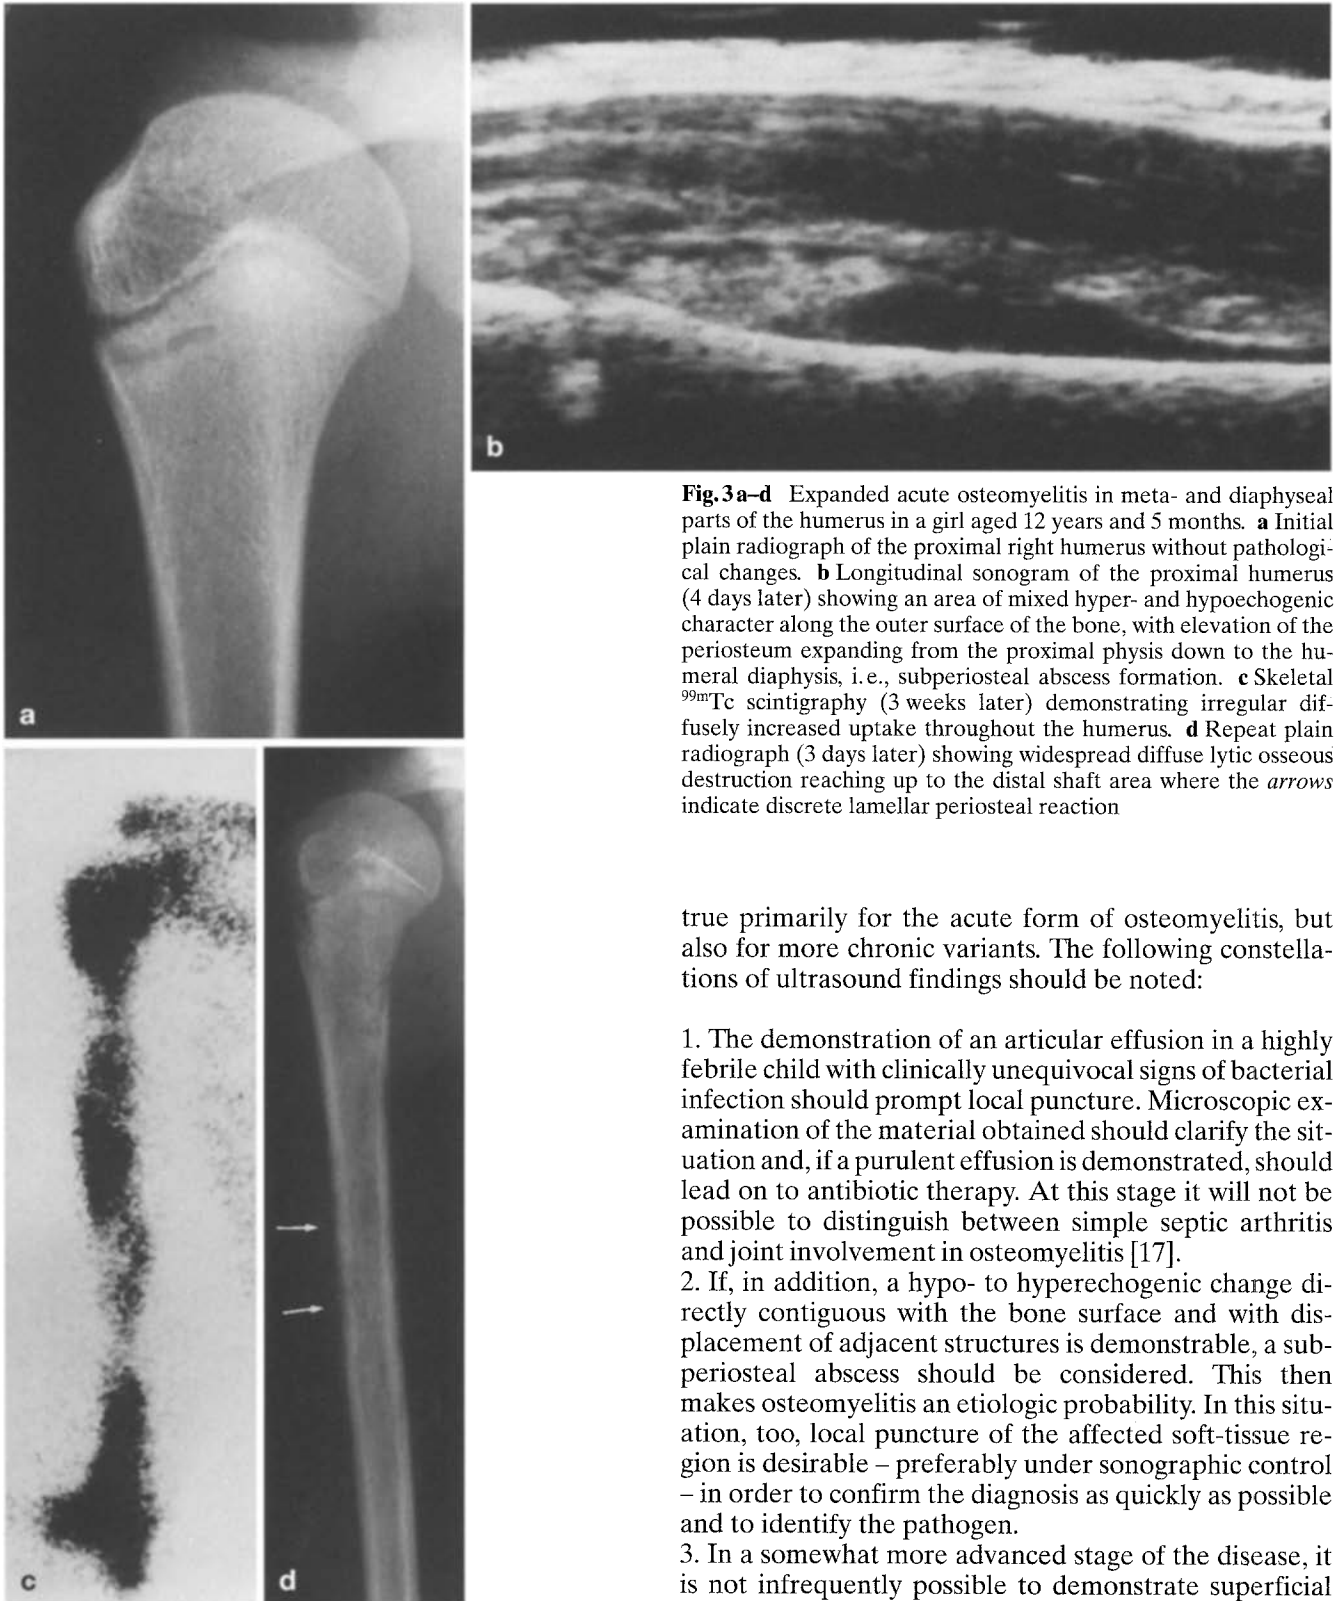 a
b
Fig. 3 a–d Expanded acute osteomyelitis in meta- and diaphyseal
parts of the humerus in a girl aged 12 years and 5 months. a Initial
plain radiograph of the proximal right humerus without pathologi-
cal changes. b Longitudinal sonogram of the proximal humerus
(4 days later) showing an area of mixed hyper- and hypoechogenic
character along the outer surface of the bone, with elevation of the
periosteum expanding from the proximal physis down to the hu-
meral diaphysis, i. e., subperiosteal abscess formation. c Skeletal
99mTc scintigraphy (3 weeks later) demonstrating irregular dif-
fusely increased uptake throughout the humerus. d Repeat plain
radiograph (3 days later) showing widespread diffuse lytic osseous
destruction reaching up to the distal shaft area where the arrows
indicate discrete lamellar periosteal reaction
c
d
true primarily for the acute form of osteomyelitis, but
also for more chronic variants. The following constella-
tions of ultrasound findings should be noted:
1. The demonstration of an articular effusion in a highly
febrile child with clinically unequivocal signs of bacterial
infection should prompt local puncture. Microscopic ex-
amination of the material obtained should clarify the sit-
uation and, if a purulent effusion is demonstrated, should
lead on to antibiotic therapy. At this stage it will not be
possible to distinguish between simple septic arthritis
and joint involvement in osteomyelitis [17].
2. If, in addition, a hypo- to hyperechogenic change di-
rectly contiguous with the bone surface and with dis-
placement of adjacent structures is demonstrable, a sub-
periosteal abscess should be considered. This then
makes osteomyelitis an etiologic probability. In this situ-
ation, too, local puncture of the affected soft-tissue re-
gion is desirable – preferably under sonographic control
– in order to confirm the diagnosis as quickly as possible
and to identify the pathogen.
3. In a somewhat more advanced stage of the disease, it
is not infrequently possible to demonstrate superficial